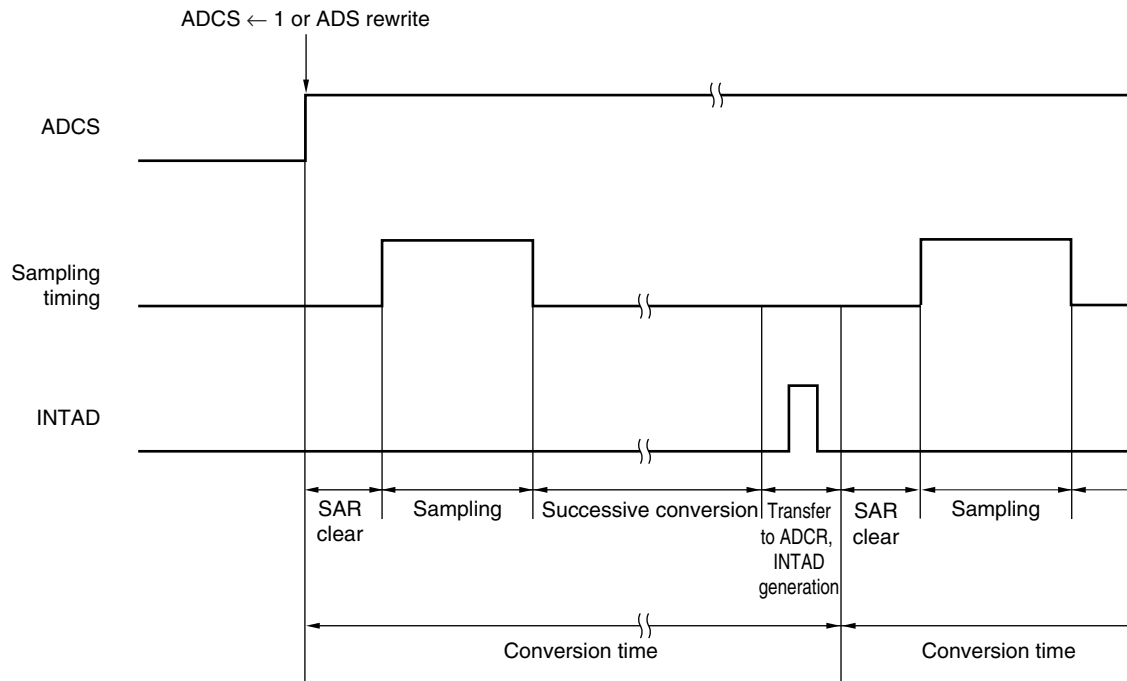 ADCS ← 1 or ADS rewrite
ADCS
Sampling
timing
INTAD
SAR
clear
Sampling
Successive conversion
Transfer
to ADCR,
INTAD
generation
SAR
clear
Sampling
Conversion time
Conversion time